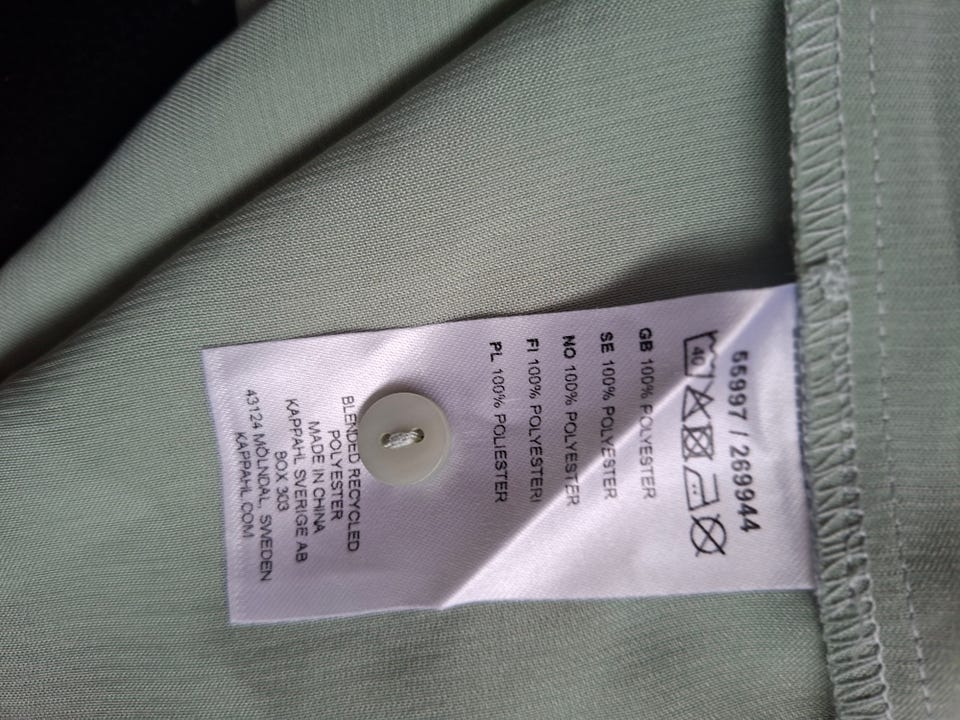 55997 / 269944
40
GB 100% POLYESTER
SE 100% POLYESTER
NO 100% POLYESTER
FI 100% POLYESTERI
PL 100% POLIESTER
BLENDED RECYCLED
POLYESTER
MADE IN CHINA
KAPPAHL SVERIGE AB
BOX 303
43124 MÖLNDAL, SWEDEN
KAPPAHL.COM